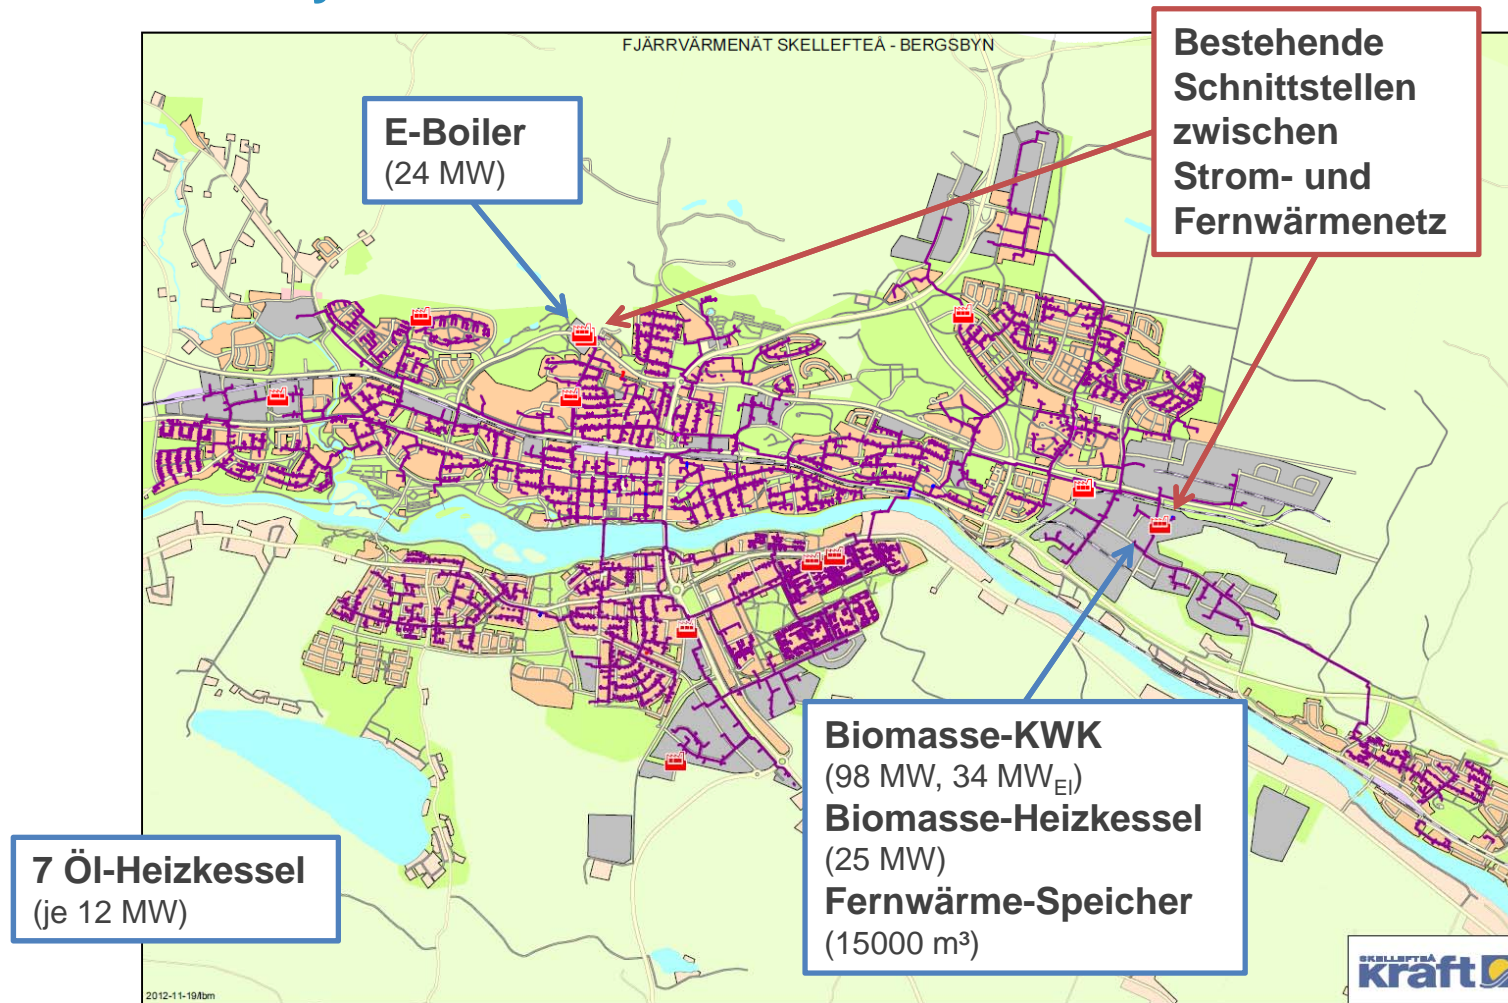 FJÄRRVÄRMENÄT SKELLEFTEÅ - BERGSBYN
Bestehende
Schnittstellen
zwischen
Strom- und
Fernwärmenetz
E-Boiler
(24 MW)
Biomasse-KWK
(98 MW, 34 MWEl)
Biomasse-Heizkessel
(25 MW)
Fernwärme-Speicher
(15000 m³)
7 Öl-Heizkessel
(je 12 MW)
SKELLEFTEÅ
Kraft
2012-11-19/lbm